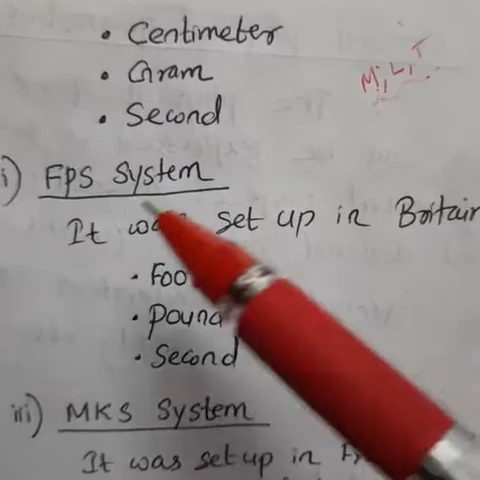 • Centimeter
• Gram
• Second
M, L, T
i) FPS System
It was set up in Britain
• Foo
• Pound
• Second
iii) MKS System
It was set up in Fr